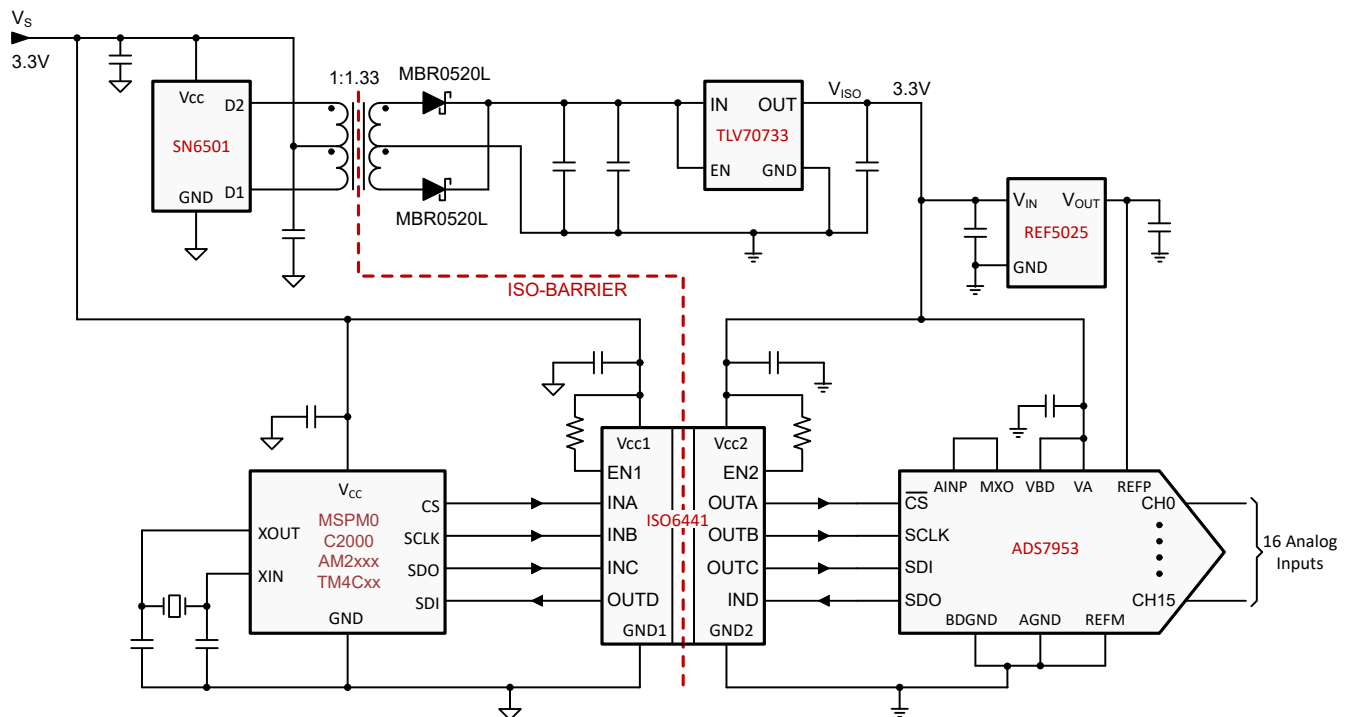 VS
3.3V
1:1.33
MBR0520L
MBR0520L
Vcc
D2
SN6501
GND
D1
IN
OUT
TLV70733
EN
GND
VISO
3.3V
VIN
VOUT
REF5025
GND
ISO-BARRIER
VCC
MSPM0
C2000
AM2xxx
TM4Cxx
XOUT
XIN
CS
SCLK
SDO
SDI
GND
Vcc1
EN1
INA
INB
INC
OUTD
GND1
ISO6441
Vcc2
EN2
OUTA
OUTB
OUTC
IND
GND2
AINP
MXO
VBD
VA
REFP
CS
SCLK
SDI
SDO
ADS7953
CH0
CH15
BDGND
AGND
REFM
16 Analog
Inputs